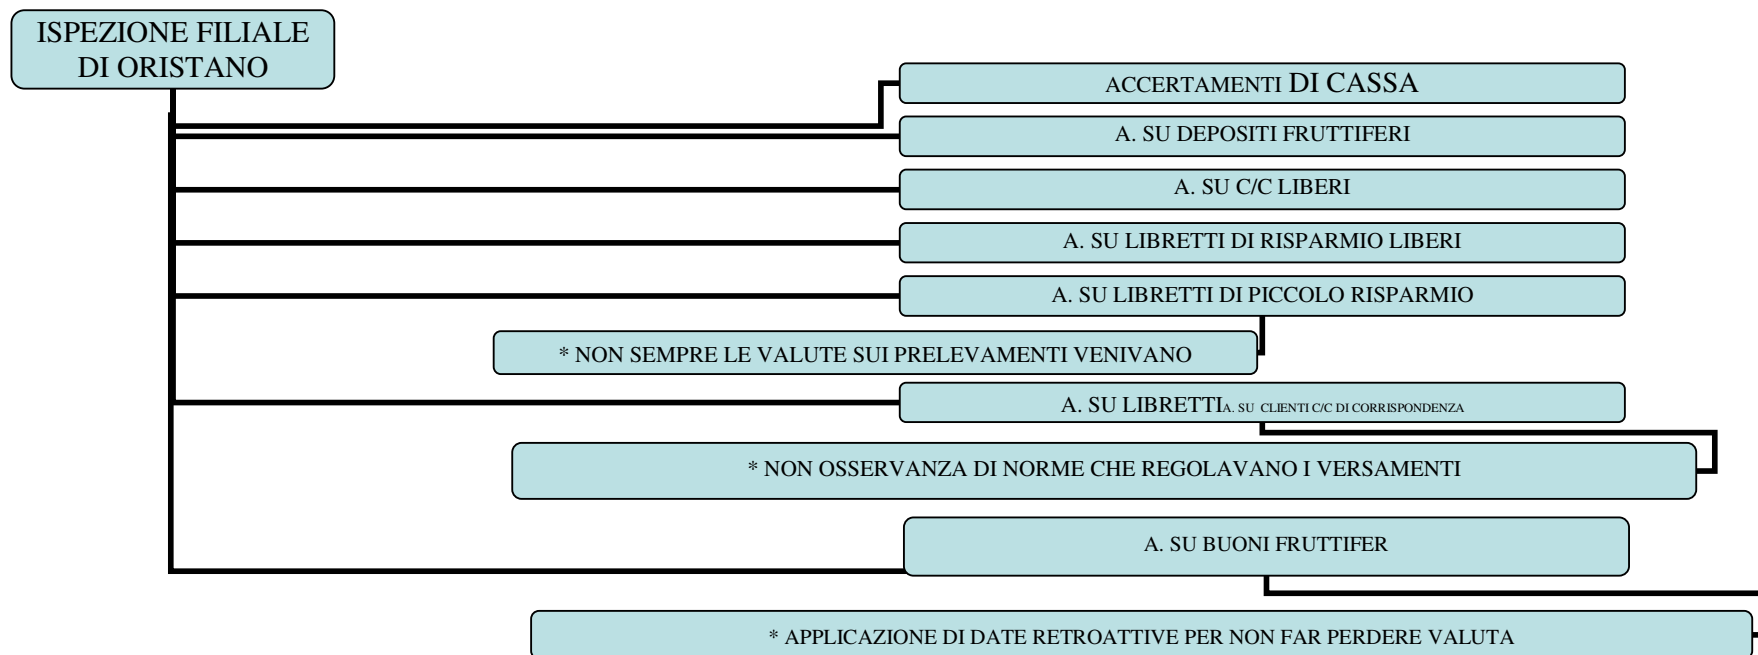 ISPEZIONE FILIALE
DI ORISTANO
ACCERTAMENTI DI CASSA
A. SU DEPOSITI FRUTTIFERI
A. SU C/C LIBERI
A. SU LIBRETTI DI RISPARMIO LIBERI
A. SU LIBRETTI DI PICCOLO RISPARMIO
* NON SEMPRE LE VALUTE SUI PRELEVAMENTI VENIVANO
A. SU LIBRETTIA. SU CLIENTI C/C DI CORRISPONDENZA
* NON OSSERVANZA DI NORME CHE REGOLAVANO I VERSAMENTI
A. SU BUONI FRUTTIFER
* APPLICAZIONE DI DATE RETROATTIVE PER NON FAR PERDERE VALUTA